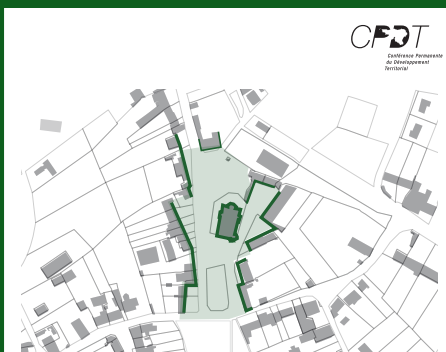 CPDT
Conférence Permanente
du Développement
Territorial